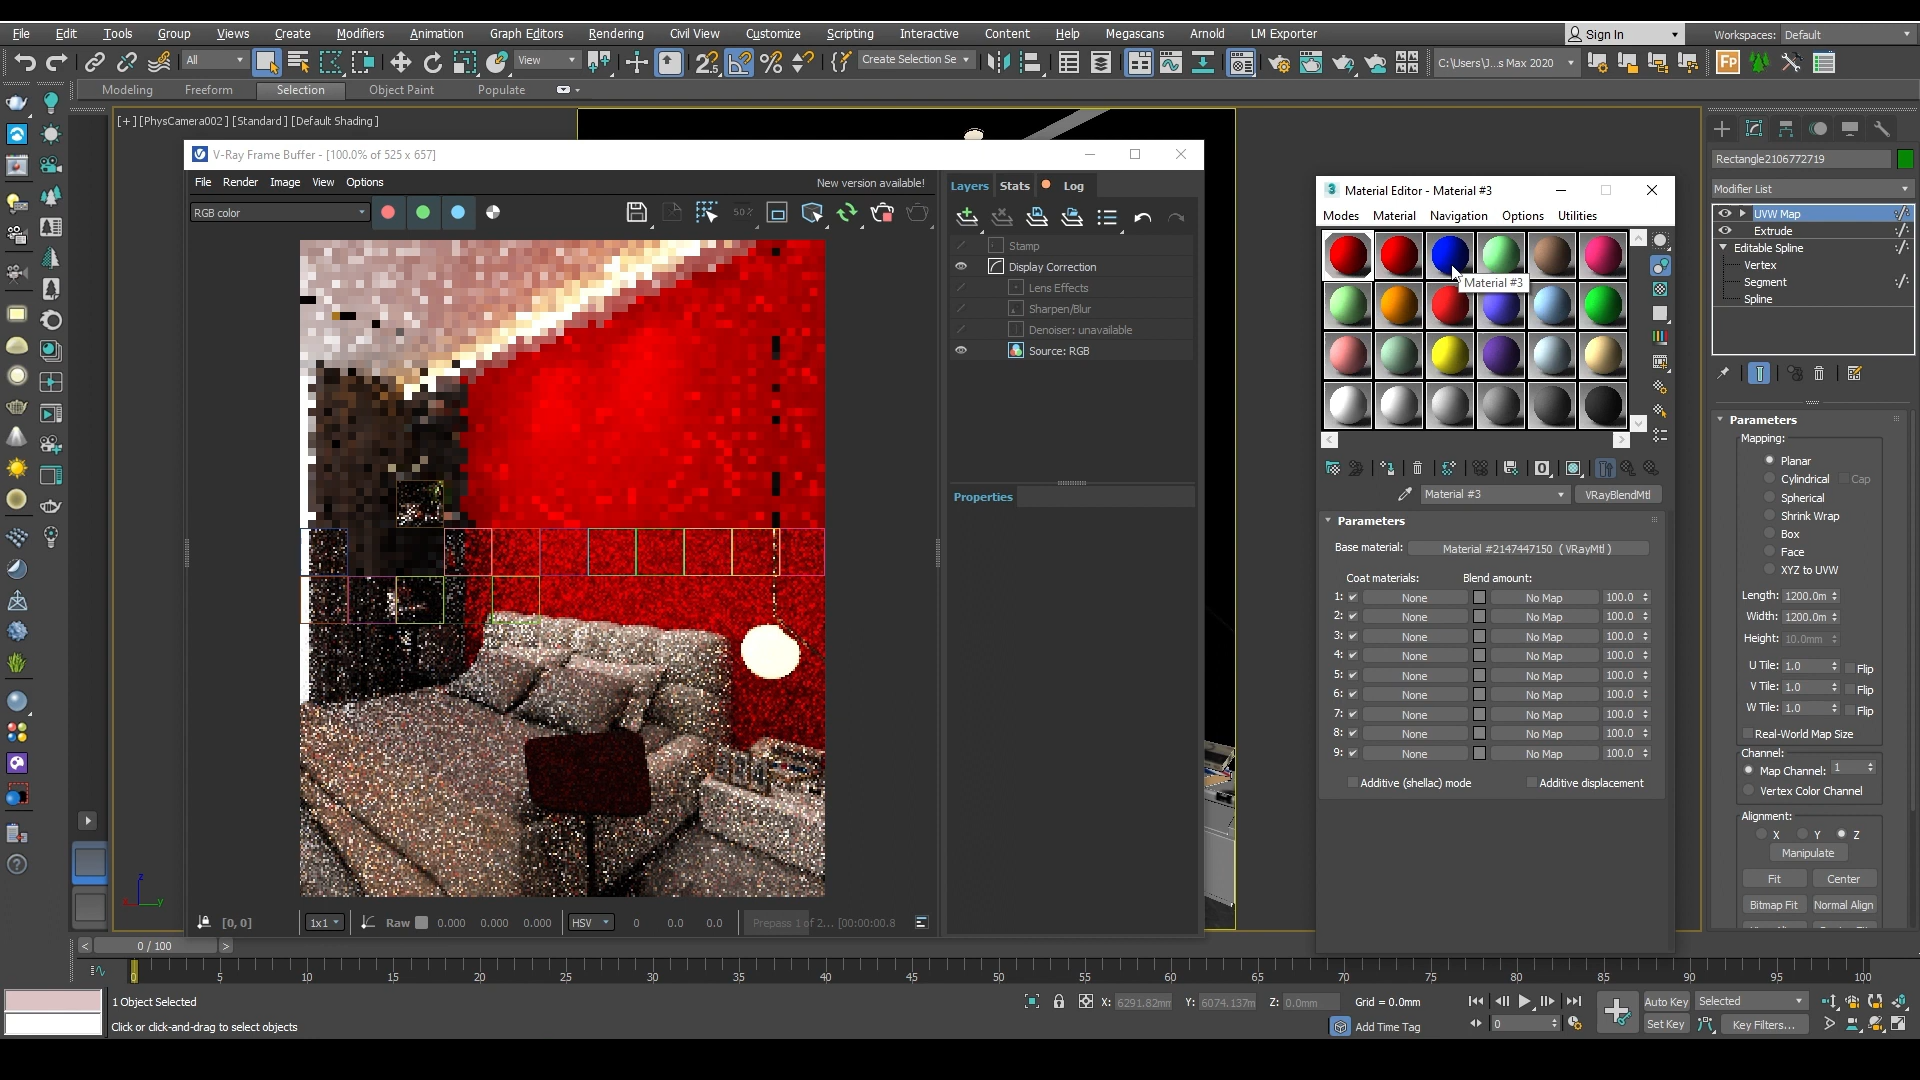 File Edit Tools Group Views Create Modifiers Animation Graph Editors Rendering Civil View Customize Scripting Interactive Content Help Megascans Arnold LM Exporter Sign In Workspaces: Default
All View Create Selection Se C:\Users\J...s Max 2020
Modeling Freeform Selection Object Paint Populate
[+] [PhysCamera002 ] [Standard ] [Default Shading ]
V-Ray Frame Buffer - [100.0% of 525 x 657]
File Render Image View Options New version available!
RGB color
50%
Layers Stats Log
Stamp
Display Correction
Lens Effects
Sharpen/Blur
Denoiser: unavailable
Source: RGB
Properties
[0, 0] 1x1 Raw 0.000 0.000 0.000 HSV 0 0.0 0.0 Prepass 1 of 2... [00:00:00.8
Material Editor - Material #3
Modes Material Navigation Options Utilities
Material #3
Material #3 VRayBlendMtl
Parameters
Base material: Material #2147447150 ( VRayMtl )
Coat materials: Blend amount:
1: None No Map 100.0
2: None No Map 100.0
3: None No Map 100.0
4: None No Map 100.0
5: None No Map 100.0
6: None No Map 100.0
7: None No Map 100.0
8: None No Map 100.0
9: None No Map 100.0
Additive (shellac) mode Additive displacement
Rectangle2106772719
Modifier List
UVW Map
Extrude
Editable Spline
Vertex
Segment
Spline
Parameters
Mapping:
Planar
Cylindrical Cap
Spherical
Shrink Wrap
Box
Face
XYZ to UVW
Length: 1200.0m
Width: 1200.0m
Height: 10.0mm
U Tile: 1.0 Flip
V Tile: 1.0 Flip
W Tile: 1.0 Flip
Real-World Map Size
Channel:
Map Channel: 1
Vertex Color Channel
Alignment:
X Y Z
Manipulate
Fit Center
Bitmap Fit Normal Align
z
y
0 / 100
0 5 10 15 20 25 30 35 40 45 50 55 60 65 70 75 80 85 90 95 100
1 Object Selected X: 6291.82mm Y: 6074.137m Z: 0.0mm Grid = 0.0mm Auto Key Selected
Click or click-and-drag to select objects Add Time Tag 0 Set Key Key Filters...